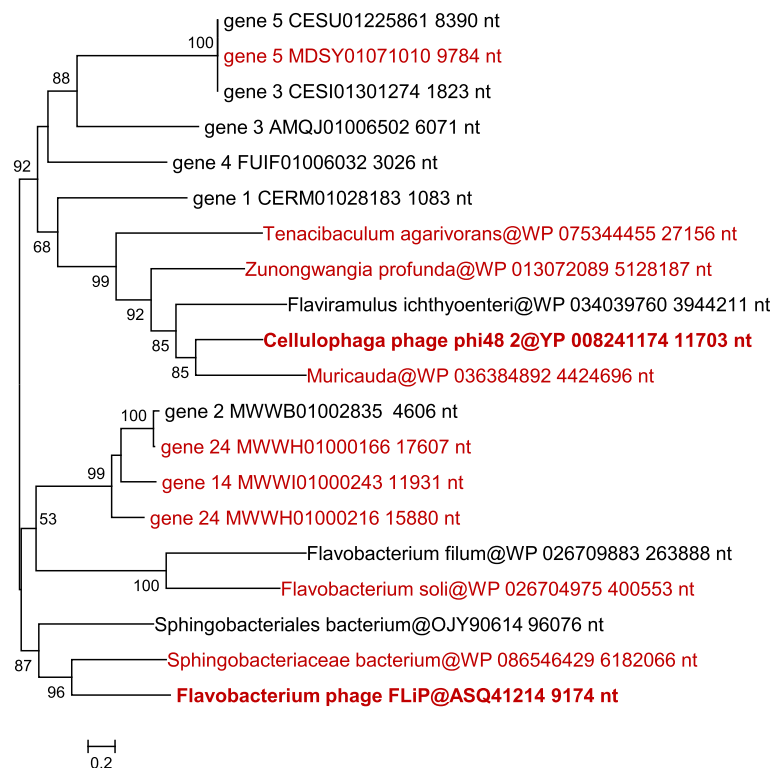 gene 5 CESU01225861 8390 nt
100
gene 5 MDSY01071010 9784 nt
88
gene 3 CESI01301274 1823 nt
gene 3 AMQJ01006502 6071 nt
92
gene 4 FUIF01006032 3026 nt
gene 1 CERM01028183 1083 nt
68
Tenacibaculum agarivorans@WP 075344455 27156 nt
99
Zunongwangia profunda@WP 013072089 5128187 nt
92
Flaviramulus ichthyoenteri@WP 034039760 3944211 nt
85
Cellulophaga phage phi48 2@YP 008241174 11703 nt
85
Muricauda@WP 036384892 4424696 nt
100
gene 2 MWWB01002835 4606 nt
gene 24 MWWH01000166 17607 nt
99
gene 14 MWWI01000243 11931 nt
53
gene 24 MWWH01000216 15880 nt
Flavobacterium filum@WP 026709883 263888 nt
100
Flavobacterium soli@WP 026704975 400553 nt
Sphingobacteriales bacterium@OJY90614 96076 nt
87
Sphingobacteriaceae bacterium@WP 086546429 6182066 nt
96
Flavobacterium phage FLiP@ASQ41214 9174 nt
0.2